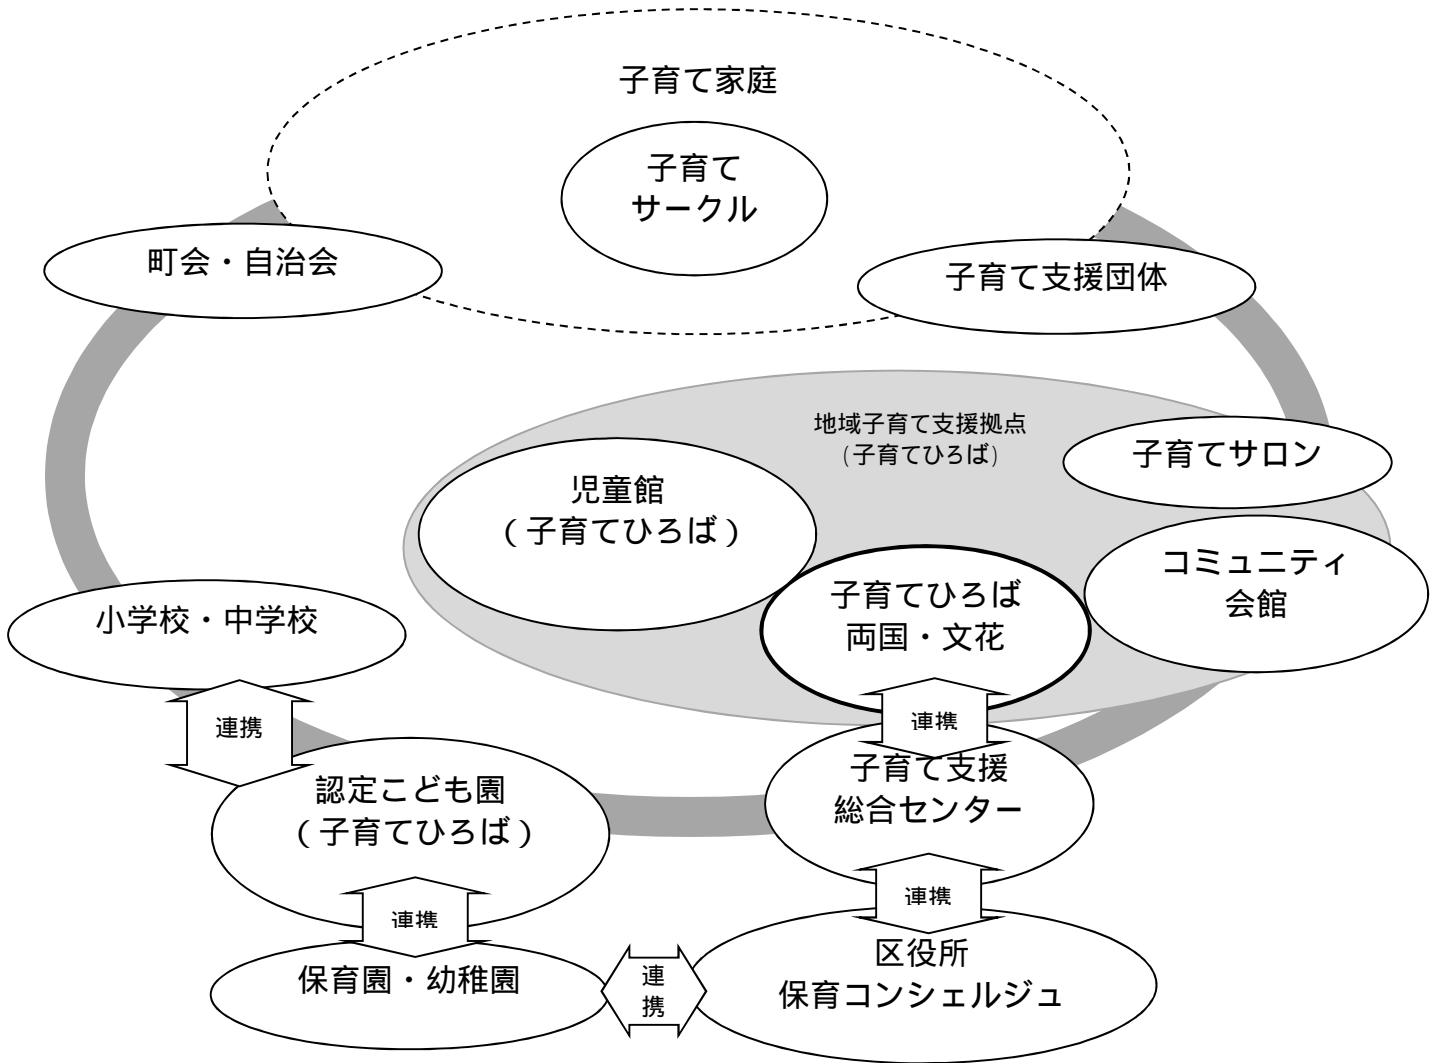 子育て家庭
子育て
サークル
町会・自治会
子育て支援団体
地域子育て支援拠点
（子育てひろば）
子育てサロン
児童館
（子育てひろば）
コミュニティ
会館
子育てひろば
両国・文花
小学校・中学校
連携
連携
子育て支援
総合センター
認定こども園
（子育てひろば）
連携
連携
区役所
保育コンシェルジュ
保育園・幼稚園
連
携